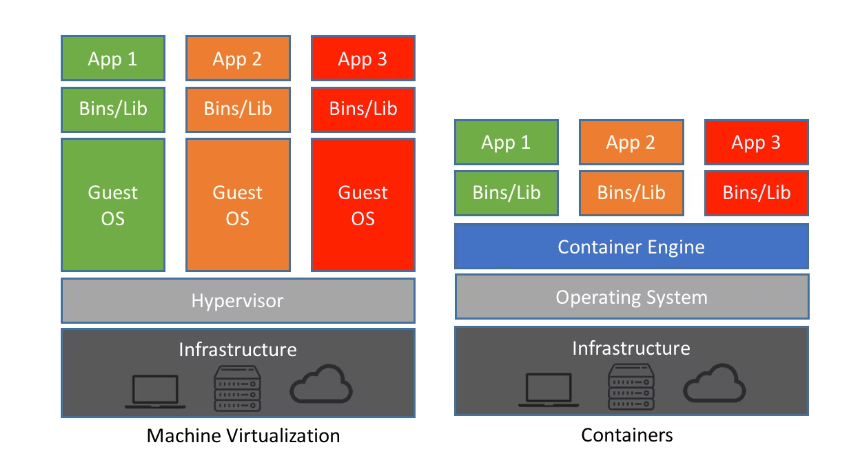 App 1
App 2
App 3
Bins/Lib
Bins/Lib
Bins/Lib
Guest
OS
Guest
OS
Guest
OS
Hypervisor
Infrastructure
Machine Virtualization
App 1
App 2
App 3
Bins/Lib
Bins/Lib
Bins/Lib
Container Engine
Operating System
Infrastructure
Containers